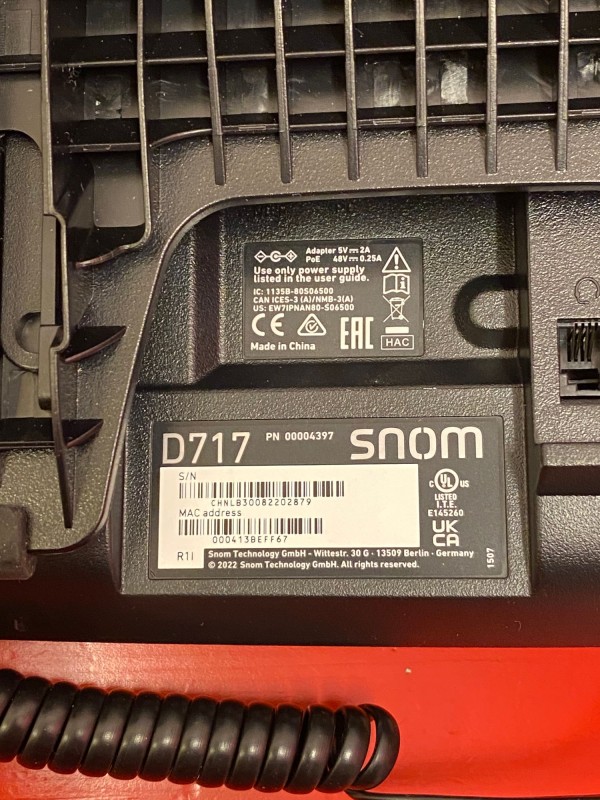 Adapter 5V 2A
PoE 48V 0.25A
Use only power supply
listed in the user guide.
IC: 1135B-80S06500
CAN ICES-3 (A)/NMB-3(A)
US: EW7IPNAN80-S06500
CE EAC HAC
Made in China
D717 PN 00004397 snom
S/N
CHNLB30082202879
MAC address
000413BEFF67
R1I
Snom Technology GmbH - Wittestr. 30 G · 13509 Berlin · Germany
© 2022 Snom Technology GmbH. All rights reserved.
C UL US
LISTED
I.T.E.
E145260
UK
CA
1507